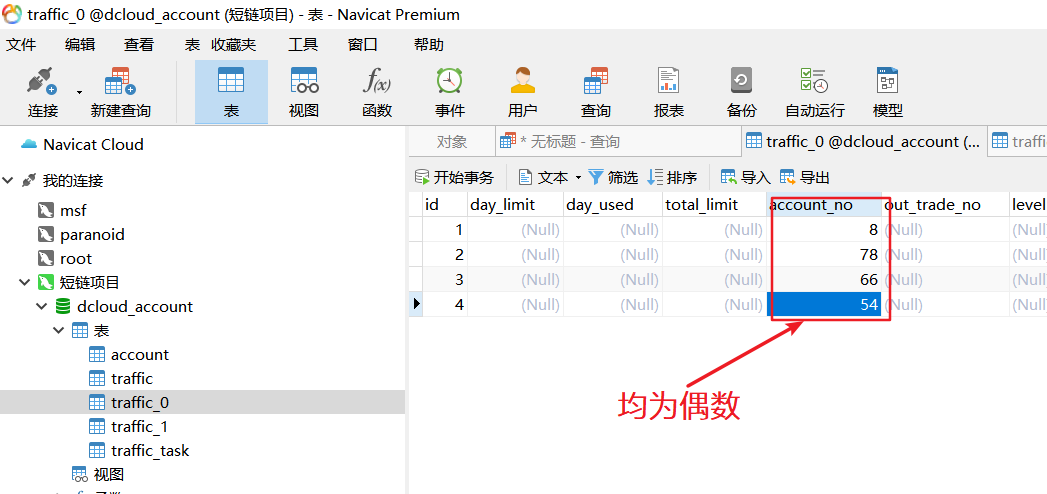 traffic_0 @dcloud_account (短链项目) - 表 - Navicat Premium
文件 编辑 查看 表 收藏夹 工具 窗口 帮助
连接 新建查询 表 视图 f(x) 函数 事件 用户 查询 报表 备份 自动运行 模型
Navicat Cloud
我的连接
msf
paranoid
root
短链项目
dcloud_account
表
account
traffic
traffic_0
traffic_1
traffic_task
视图
对象 * 无标题 - 查询 traffic_0 @dcloud_account (... traffi
开始事务 文本 筛选 排序 导入 导出
id day_limit day_used total_limit account_no out_trade_no level
1 (Null) (Null) (Null) 8 (Null) (Null)
2 (Null) (Null) (Null) 78 (Null) (Null)
3 (Null) (Null) (Null) 66 (Null) (Null)
4 (Null) (Null) (Null) 54 (Null) (Null)
均为偶数